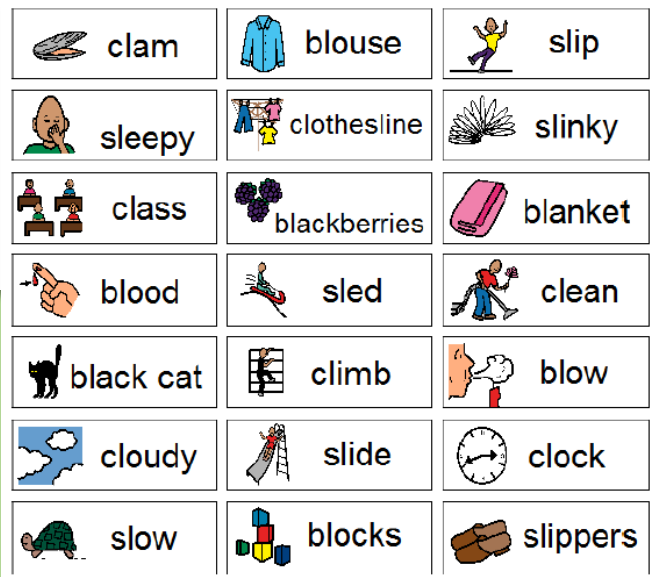 clam
blouse
slip
sleepy
clothesline
slinky
class
blackberries
blanket
blood
sled
clean
black cat
climb
blow
cloudy
slide
clock
slow
blocks
slippers